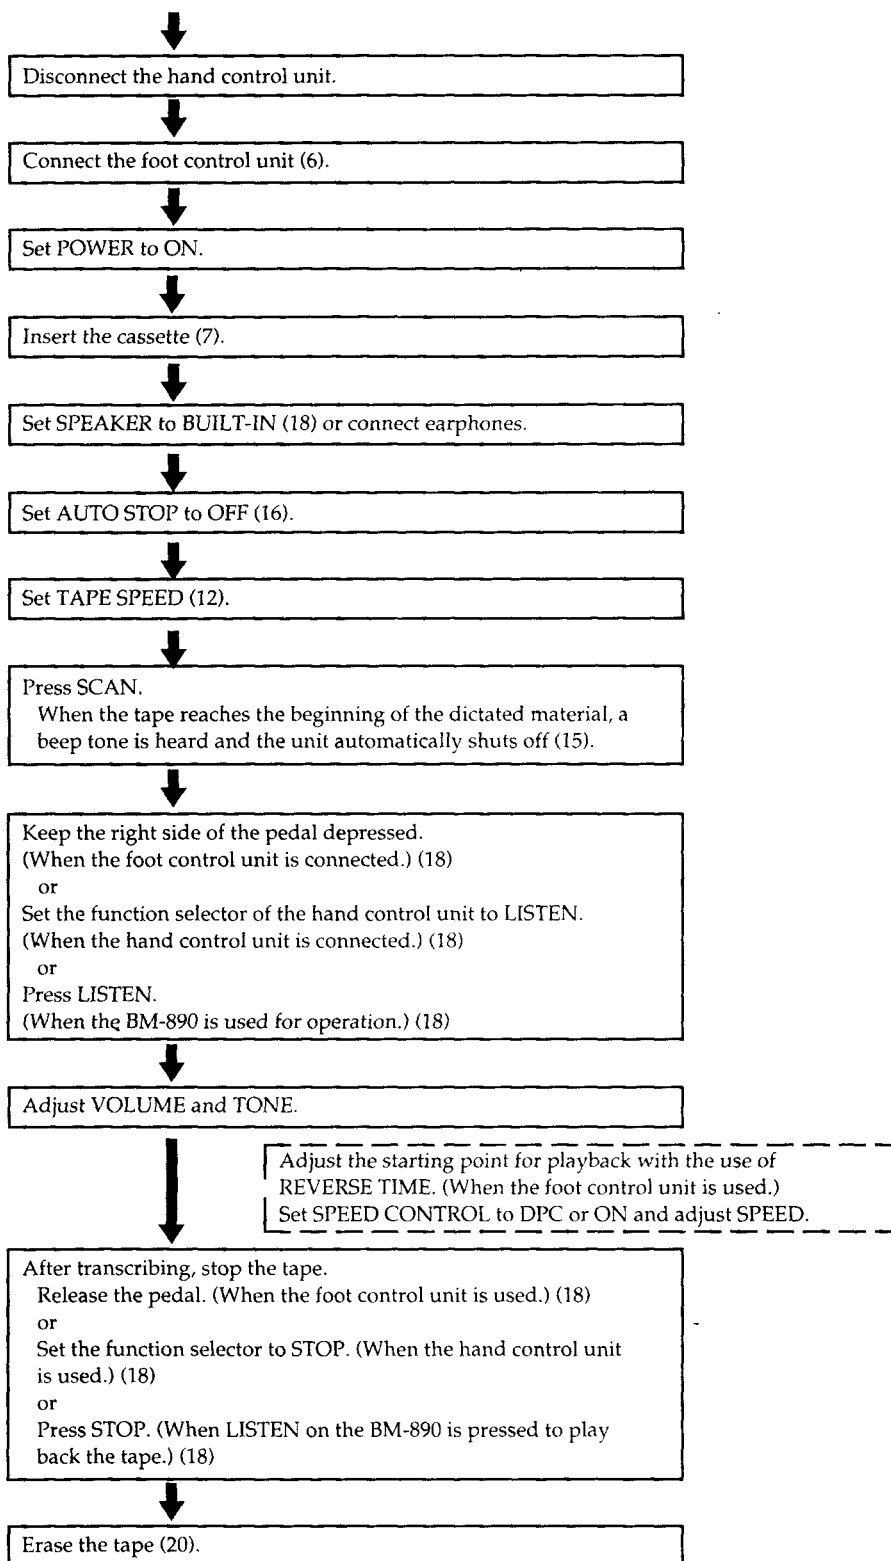 Disconnect the hand control unit.
Connect the foot control unit (6).
Set POWER to ON.
Insert the cassette (7).
Set SPEAKER to BUILT-IN (18) or connect earphones.
Set AUTO STOP to OFF (16).
Set TAPE SPEED (12).
Press SCAN.
When the tape reaches the beginning of the dictated material, a
beep tone is heard and the unit automatically shuts off (15).
Keep the right side of the pedal depressed.
(When the foot control unit is connected.) (18)
or
Set the function selector of the hand control unit to LISTEN.
(When the hand control unit is connected.) (18)
or
Press LISTEN.
(When the BM-890 is used for operation.) (18)
Adjust VOLUME and TONE.
Adjust the starting point for playback with the use of
REVERSE TIME. (When the foot control unit is used.)
Set SPEED CONTROL to DPC or ON and adjust SPEED.
After transcribing, stop the tape.
Release the pedal. (When the foot control unit is used.) (18)
or
Set the function selector to STOP. (When the hand control unit
is used.) (18)
or
Press STOP. (When LISTEN on the BM-890 is pressed to play
back the tape.) (18)
Erase the tape (20).